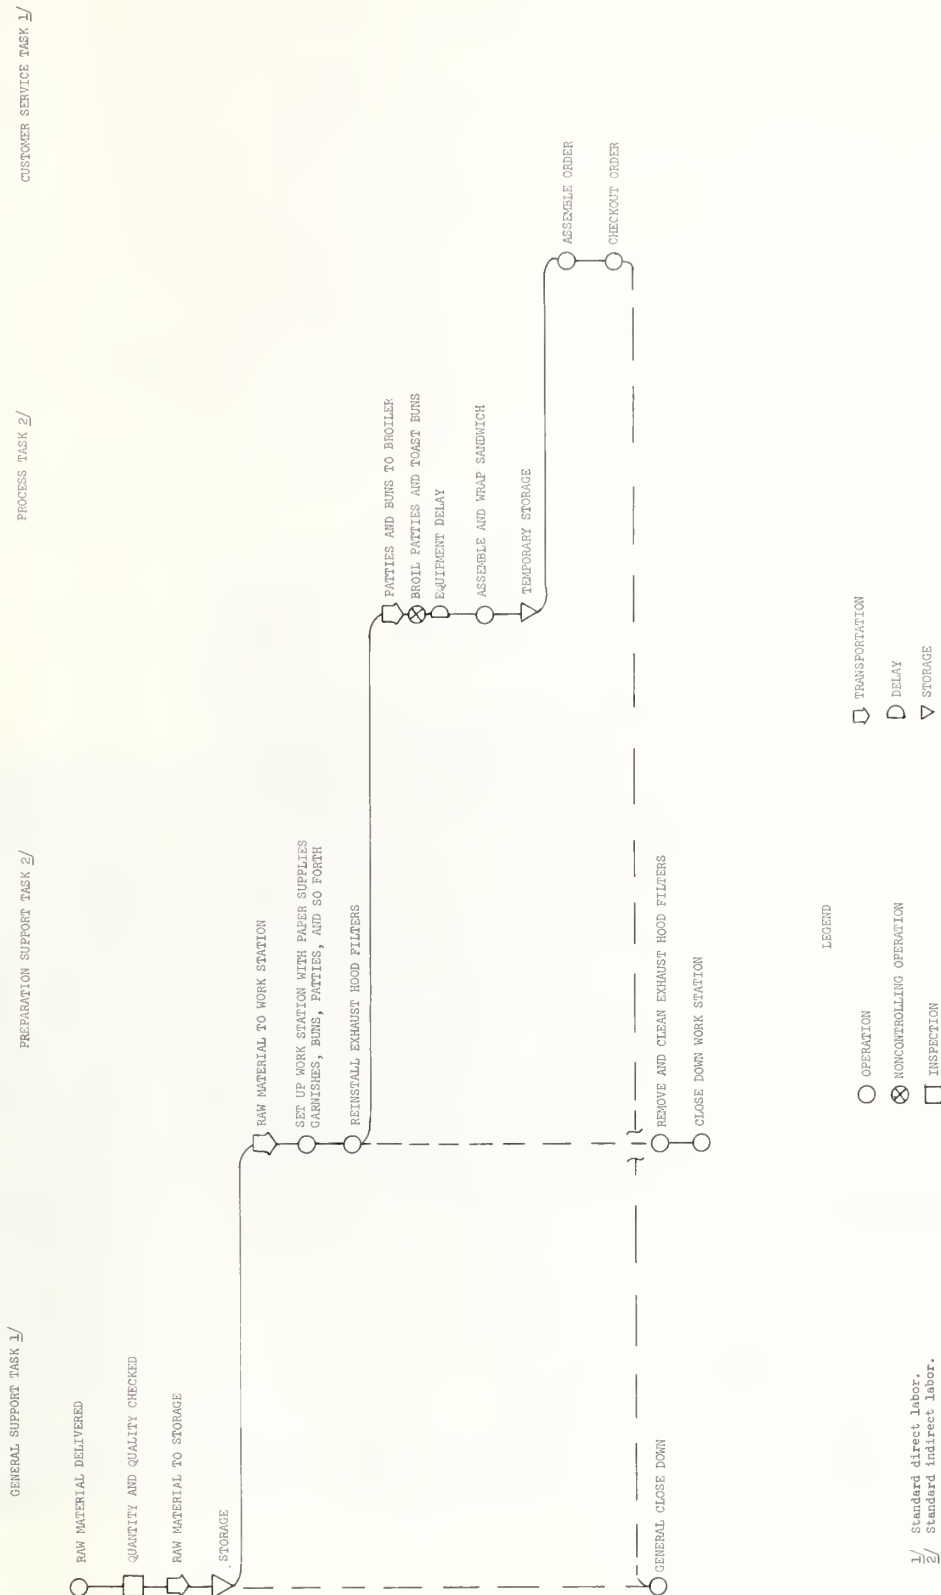 GENERAL SUPPORT TASK 1/
PREPARATION SUPPORT TASK 2/
PROCESS TASK 2/
CUSTOMER SERVICE TASK 1/
RAW MATERIAL DELIVERED
QUANTITY AND QUALITY CHECKED
RAW MATERIAL TO STORAGE
STORAGE
RAW MATERIAL TO WORK STATION
SET UP WORK STATION WITH PAPER SUPPLIES
GARNISHES, BUNS, PATTIES, AND SO FORTH
REINSTALL EXHAUST HOOD FILTERS
PATTIES AND BUNS TO BROILER
BROIL PATTIES AND TOAST BUNS
EQUIPMENT DELAY
ASSEMBLE AND WRAP SANDWICH
TEMPORARY STORAGE
ASSEMBLE ORDER
CHECKOUT ORDER
GENERAL CLOSE DOWN
REMOVE AND CLEAN EXHAUST HOOD FILTERS
CLOSE DOWN WORK STATION
LEGEND
OPERATION
NONCONTROLLING OPERATION
INSPECTION
TRANSPORTATION
DELAY
STORAGE
1/ Standard direct labor.
2/ Standard indirect labor.